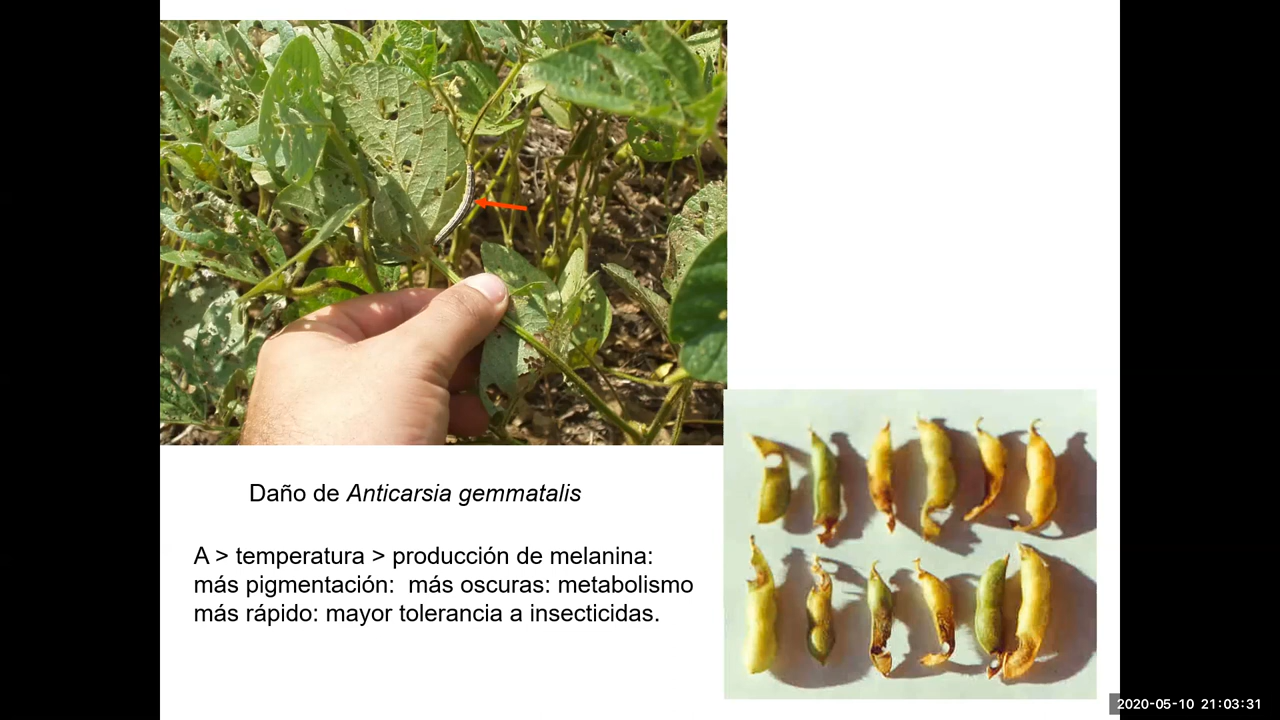 Daño de Anticarsia gemmatalis
A > temperatura > producción de melanina:
más pigmentación:  más oscuras: metabolismo
más rápido: mayor tolerancia a insecticidas.
2020-05-10 21:03:31